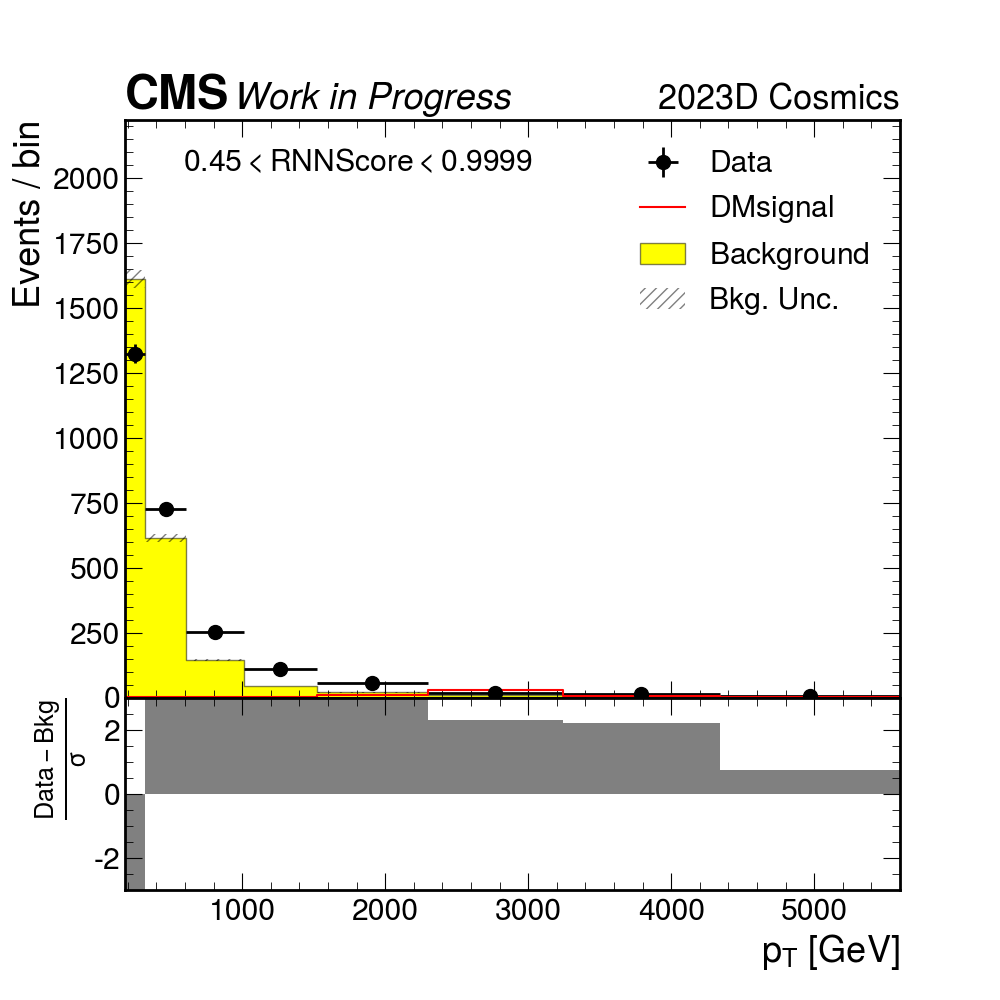 CMS Work in Progress 2023D Cosmics
Events / bin
0.45 < RNNScore < 0.9999
Data
DMsignal
Background
Bkg. Unc.
2000
1750
1500
1250
1000
750
500
250
0
Data – Bkg
σ
2
0
-2
1000 2000 3000 4000 5000
pT [GeV]